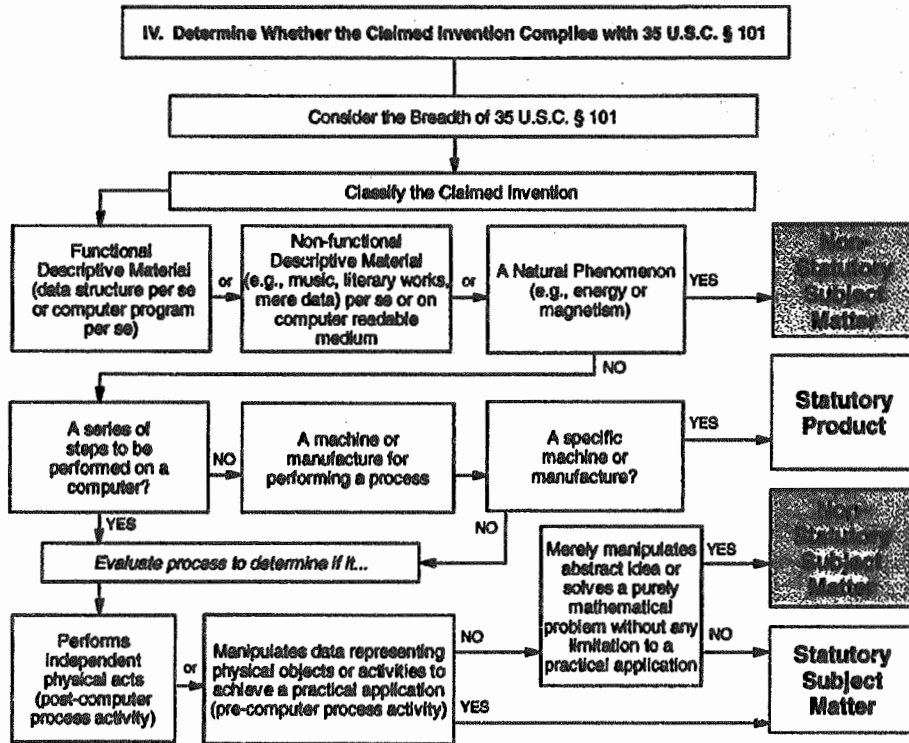 IV. Determine Whether the Claimed Invention Complies with 35 U.S.C. § 101
Consider the Breadth of 35 U.S.C. § 101
Classify the Claimed Invention
Functional
Descriptive Material
(data structure per se
or computer program
per se)
or
Non-functional
Descriptive Material
(e.g., music, literary works,
mere data) per se or on
computer readable
medium
or
A Natural Phenomenon
(e.g., energy or
magnetism)
YES
Non-
Statutory
Subject
Matter
NO
A series of
steps to be
performed on a
computer?
NO
A machine or
manufacture for
performing a process
A specific
machine or
manufacture?
YES
Statutory
Product
YES
NO
Evaluate process to determine if it...
Merely manipulates
abstract idea or
solves a purely
mathematical
problem without any
limitation to a
practical application
YES
Non-
Statutory
Subject
Matter
NO
Performs
independent
physical acts
(post-computer
process activity)
or
Manipulates data representing
physical objects or activities to
achieve a practical application
(pre-computer process activity)
NO
YES
Statutory
Subject
Matter